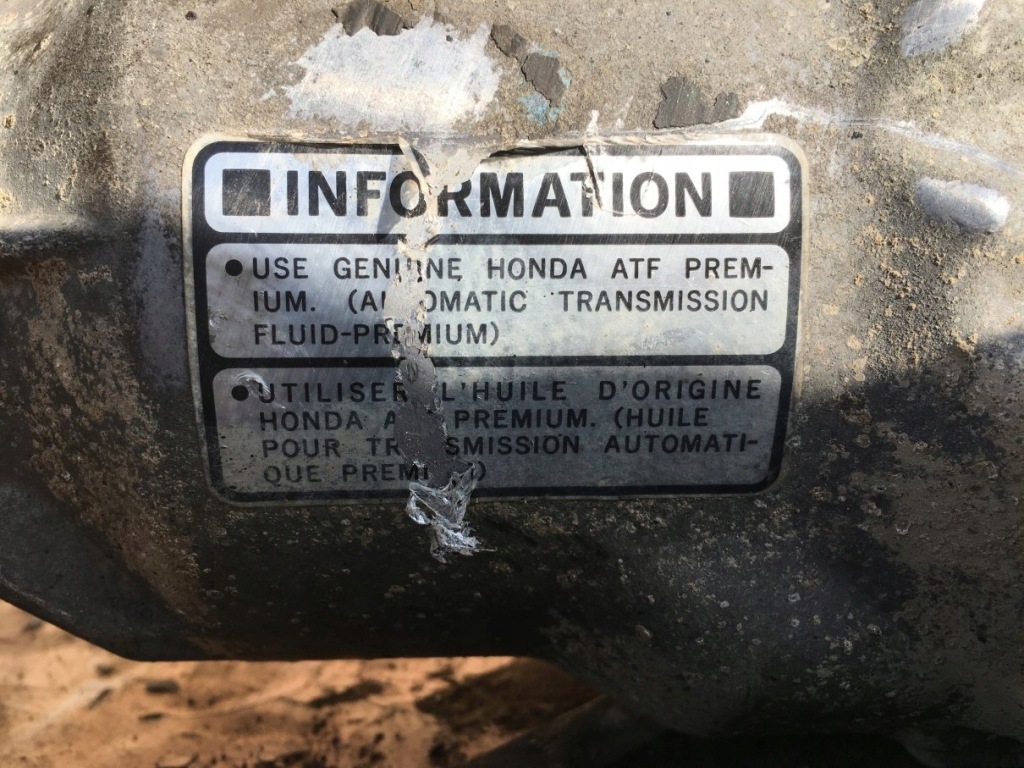 INFORMATION
• USE GENUINE HONDA ATF PREM-
IUM. (AUTOMATIC TRANSMISSION
FLUID-PREMIUM)
• UTILISER L'HUILE D'ORIGINE
HONDA ATF PREMIUM. (HUILE
POUR TRANSMISSION AUTOMATI-
QUE PREMIUM)